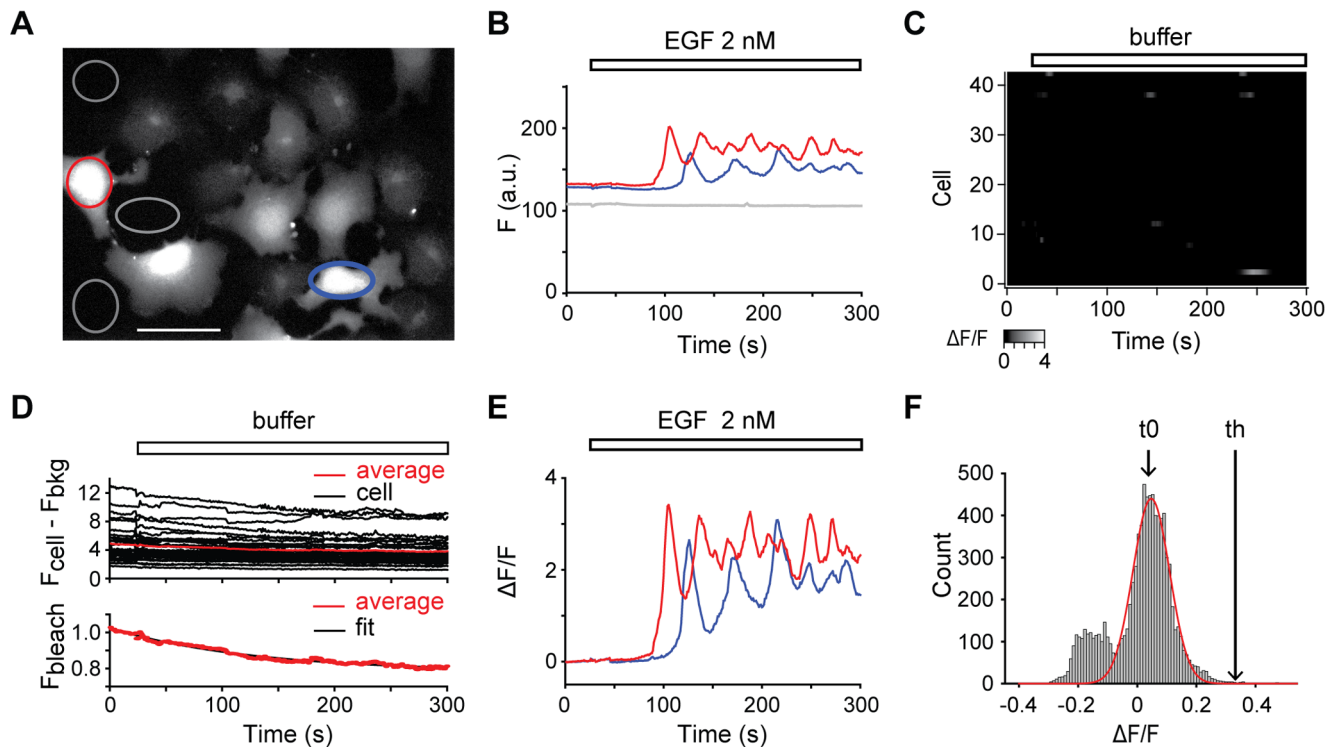 A
B
EGF 2 nM
F (a.u.)
200
100
0
0 100 200 300
Time (s)
C
buffer
Cell
40
30
20
10
0
0 100 200 300
Time (s)
ΔF/F
0 4
D
buffer
average
cell
Fcell - Fbkg
12
8
4
0
average
fit
Fbleach
1.0
0.8
0 100 200 300
Time (s)
E
EGF 2 nM
ΔF/F
4
2
0
0 100 200 300
Time (s)
F
t0 th
Count
500
400
300
200
100
0
-0.4 -0.2 0 0.2 0.4
ΔF/F